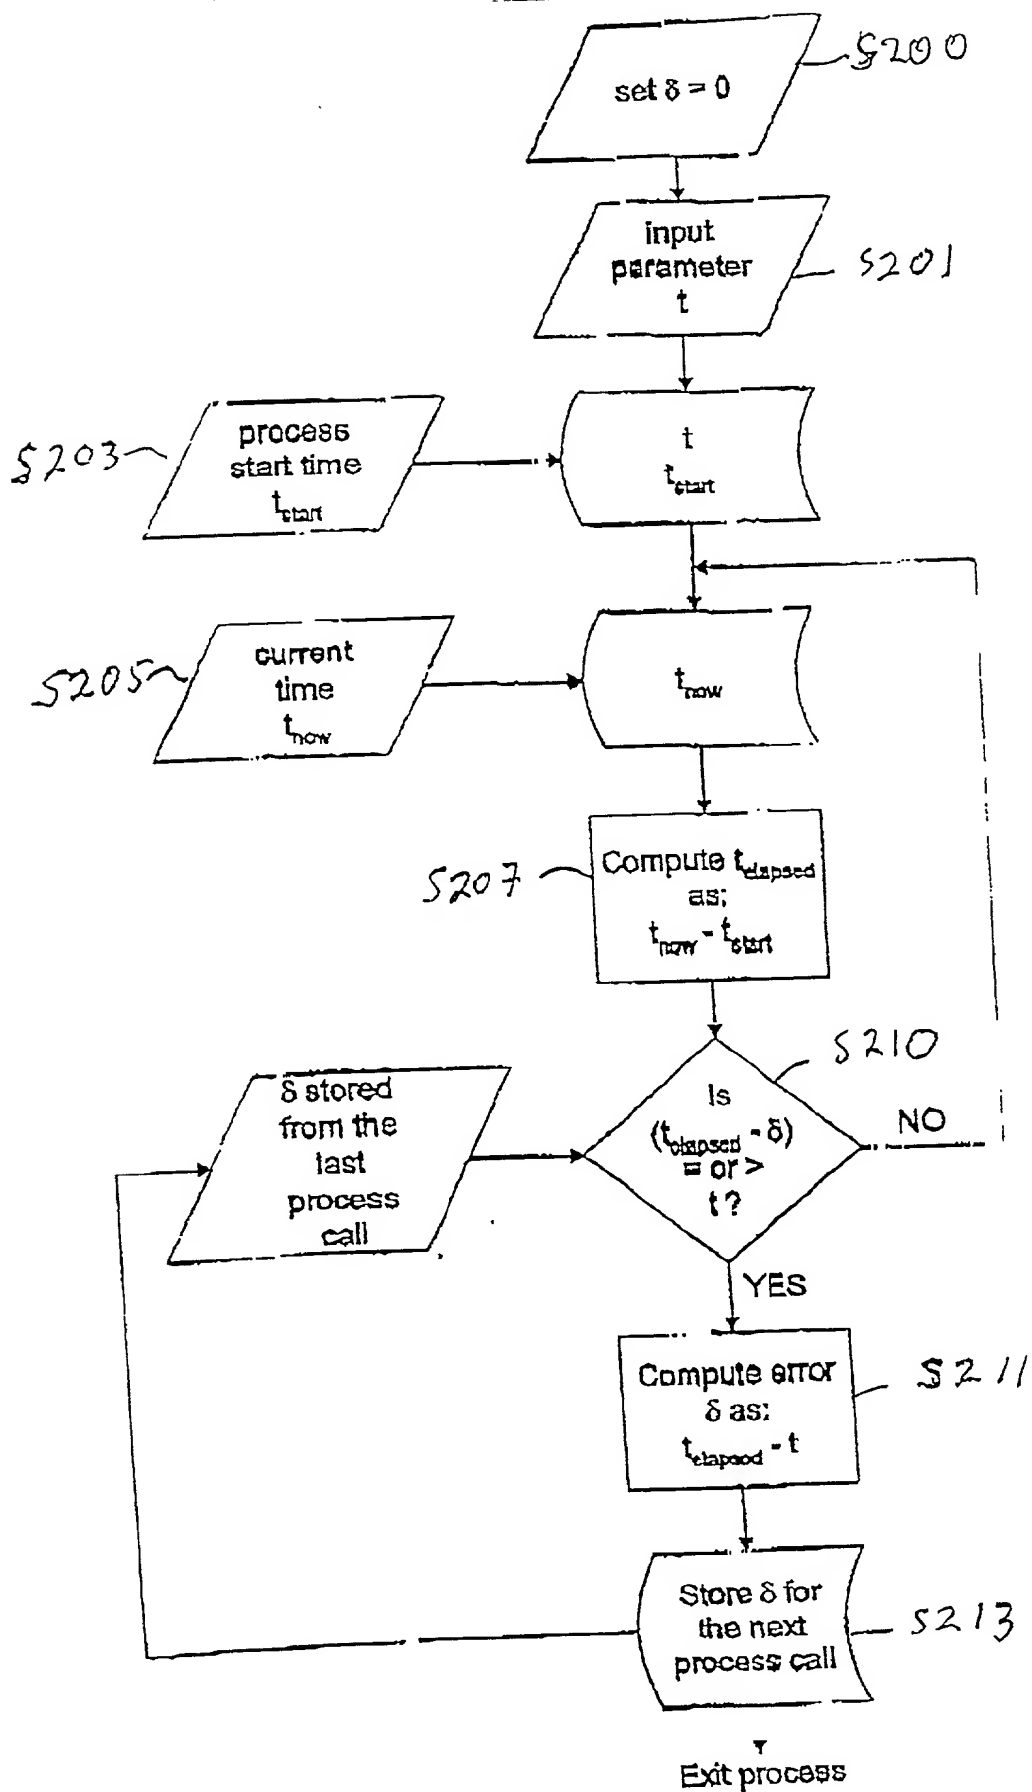 set δ = 0
S200
input
parameter
t
S201
S203
process
start time
t_start
t
t_start
S205
current
time
t_now
t_now
S207
Compute t_elapsed
as:
t_now - t_start
S210
δ stored
from the
last
process
call
Is
(t_elapsed - δ)
= or >
t?
NO
YES
Compute error
δ as:
t_elapsed - t
S211
Store δ for
the next
process call
S213
Exit process